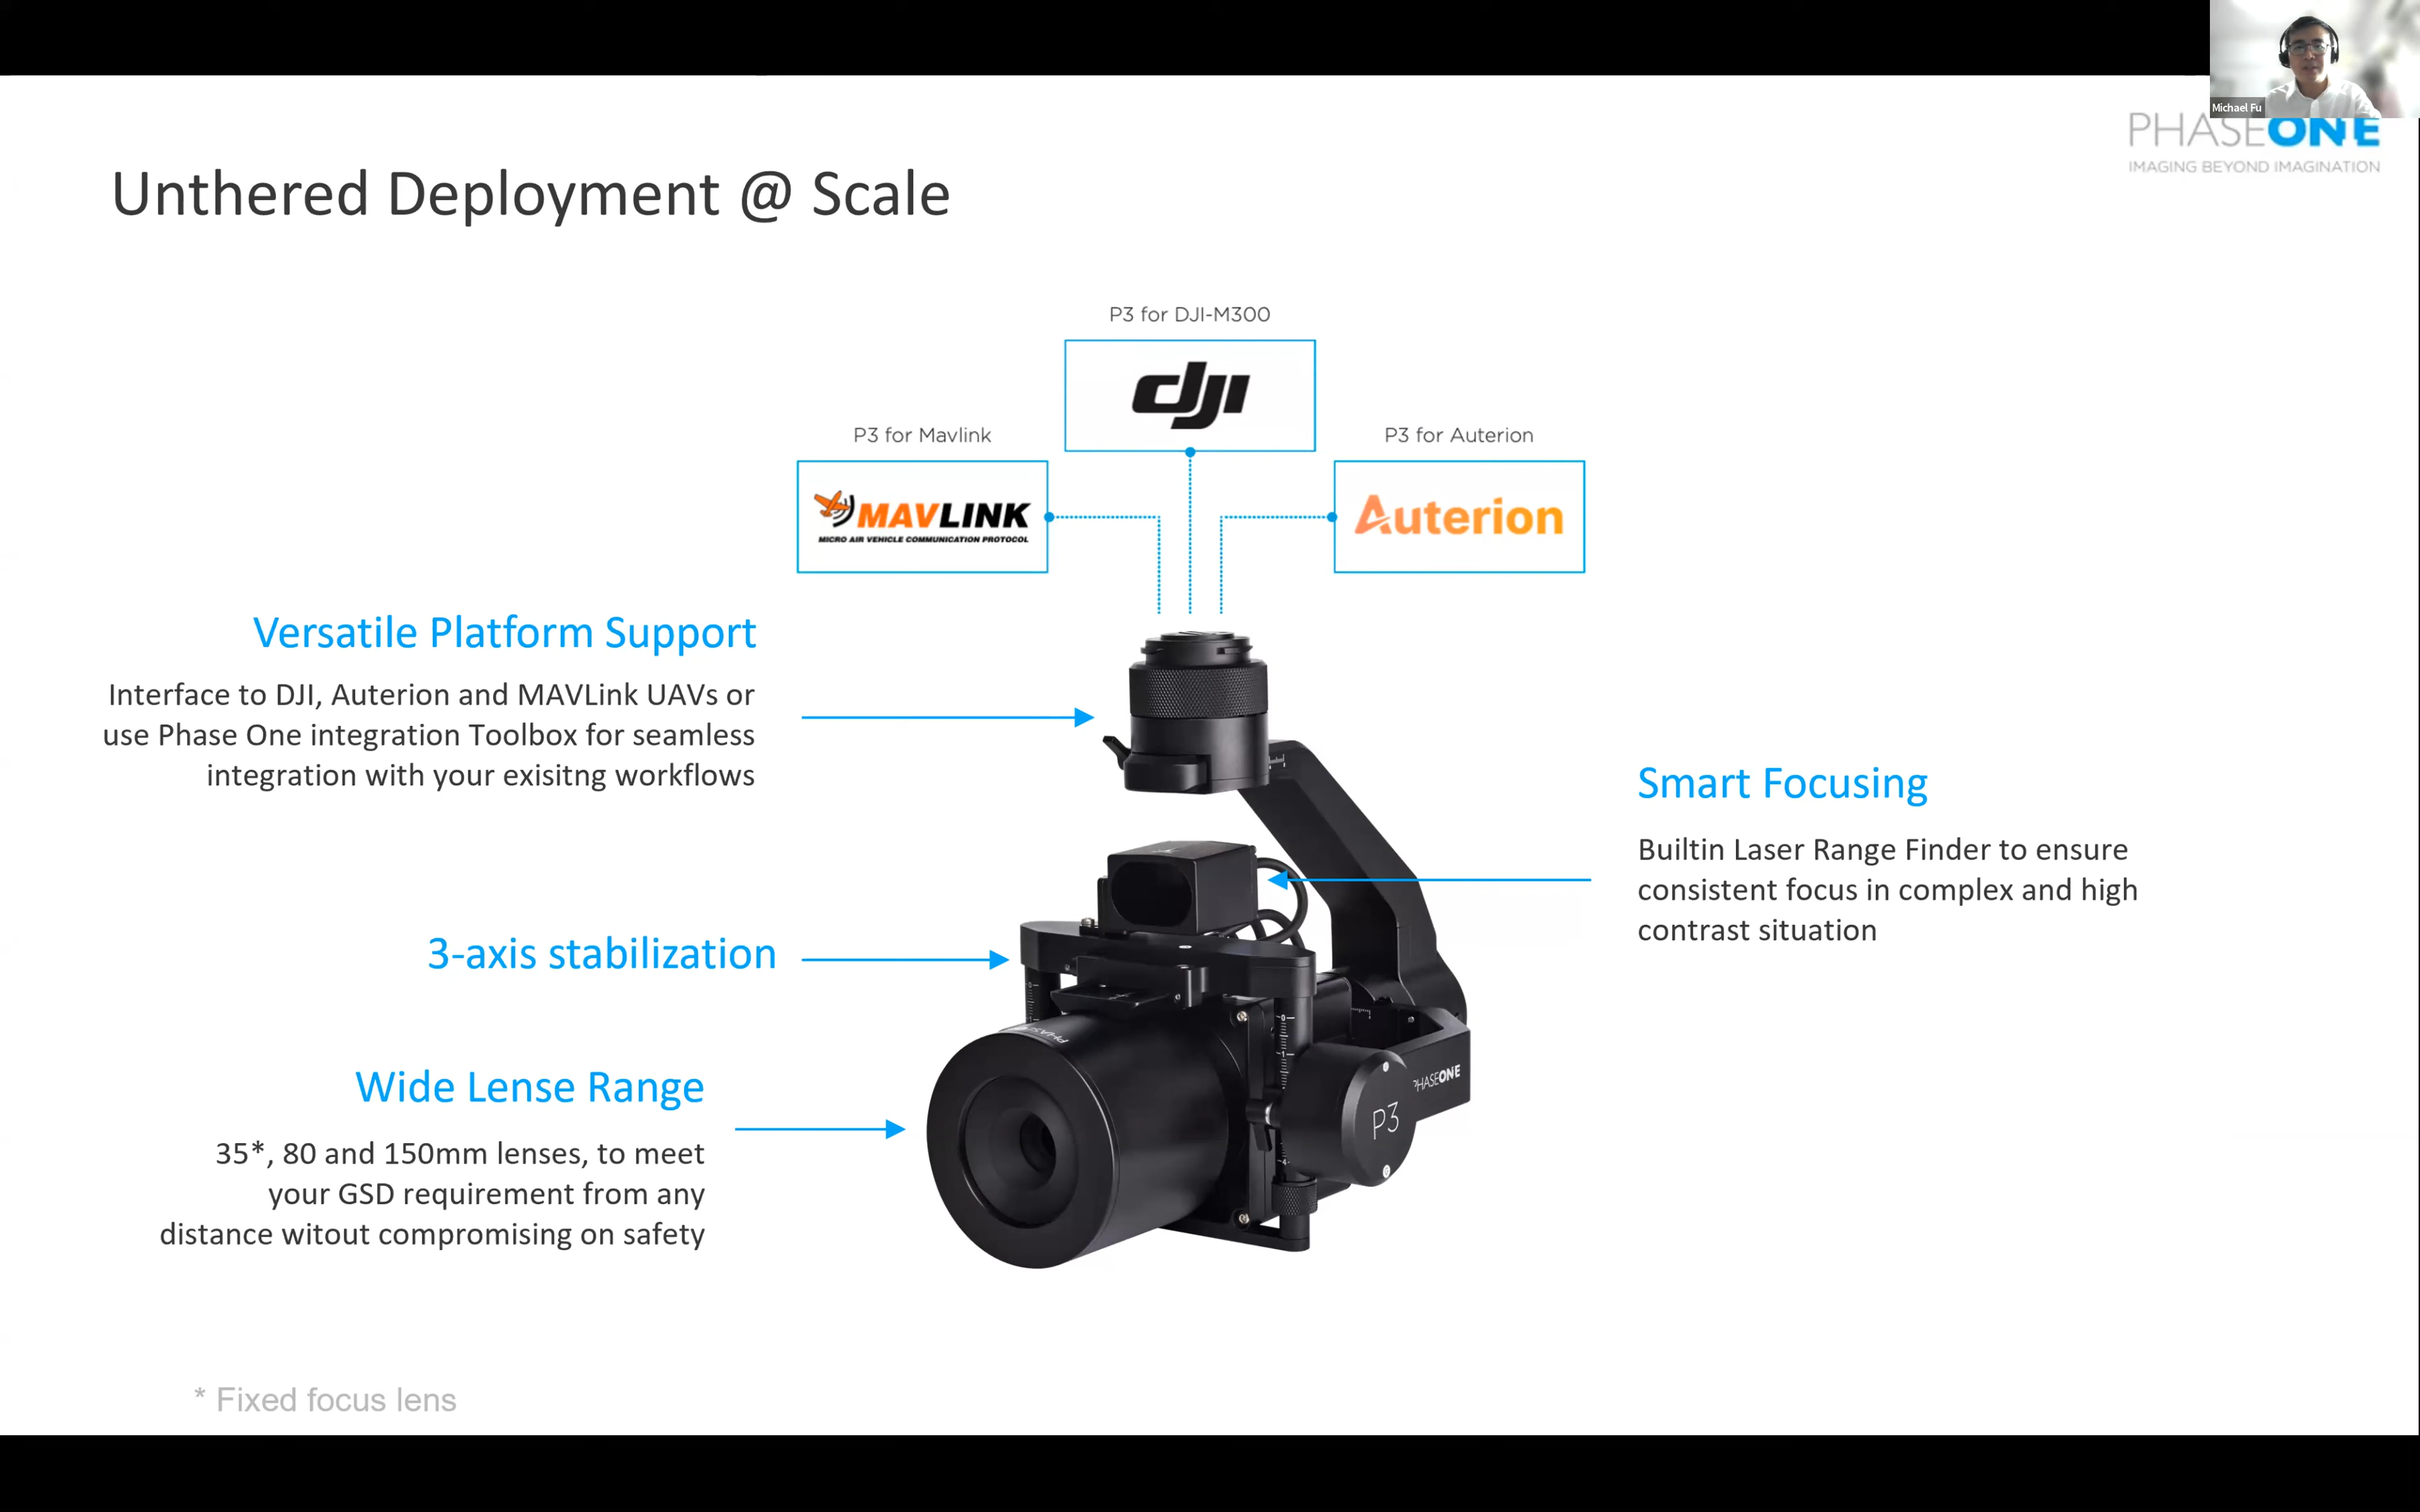 Michael Fu
PHASEONE
IMAGING BEYOND IMAGINATION
Unthered Deployment @ Scale
P3 for DJI-M300
dji
P3 for Mavlink
MAVLINK
MICRO AIR VEHICLE COMMUNICATION PROTOCOL
P3 for Auterion
Auterion
Versatile Platform Support
Interface to DJI, Auterion and MAVLink UAVs or
use Phase One integration Toolbox for seamless
integration with your exisitng workflows
Smart Focusing
Builtin Laser Range Finder to ensure
consistent focus in complex and high
contrast situation
3-axis stabilization
Wide Lense Range
35*, 80 and 150mm lenses, to meet
your GSD requirement from any
distance witout compromising on safety
PHASEONE
P3
* Fixed focus lens